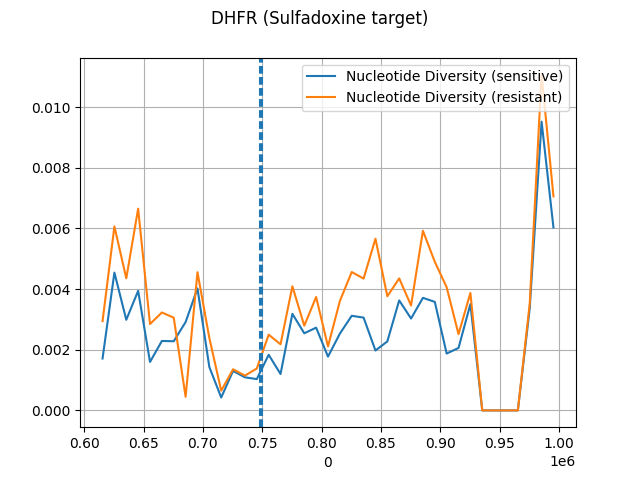 DHFR (Sulfadoxine target)
Nucleotide Diversity (sensitive)
Nucleotide Diversity (resistant)
0.010
0.008
0.006
0.004
0.002
0.000
0.60 0.65 0.70 0.75 0.80 0.85 0.90 0.95 1.00
0 1e6